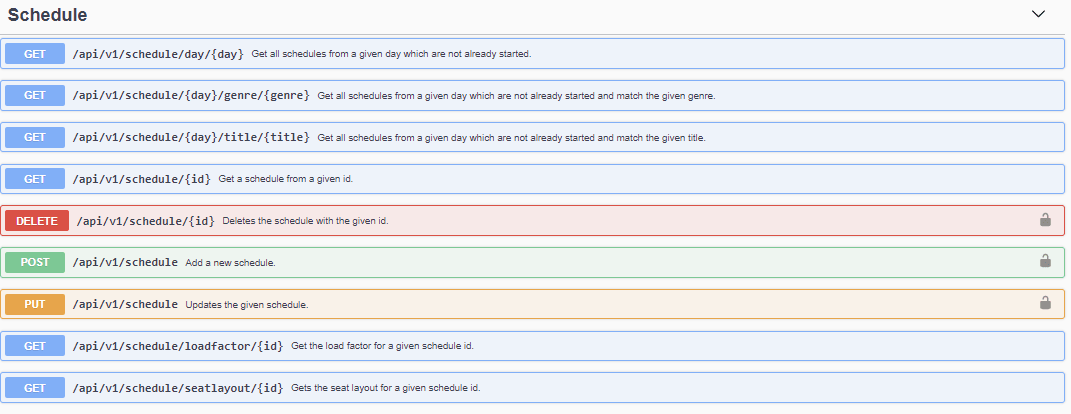 Schedule
GET /api/v1/schedule/day/{day} Get all schedules from a given day which are not already started.
GET /api/v1/schedule/{day}/genre/{genre} Get all schedules from a given day which are not already started and match the given genre.
GET /api/v1/schedule/{day}/title/{title} Get all schedules from a given day which are not already started and match the given title.
GET /api/v1/schedule/{id} Get a schedule from a given id.
DELETE /api/v1/schedule/{id} Deletes the schedule with the given id.
POST /api/v1/schedule Add a new schedule.
PUT /api/v1/schedule Updates the given schedule.
GET /api/v1/schedule/loadfactor/{id} Get the load factor for a given schedule id.
GET /api/v1/schedule/seatlayout/{id} Gets the seat layout for a given schedule id.